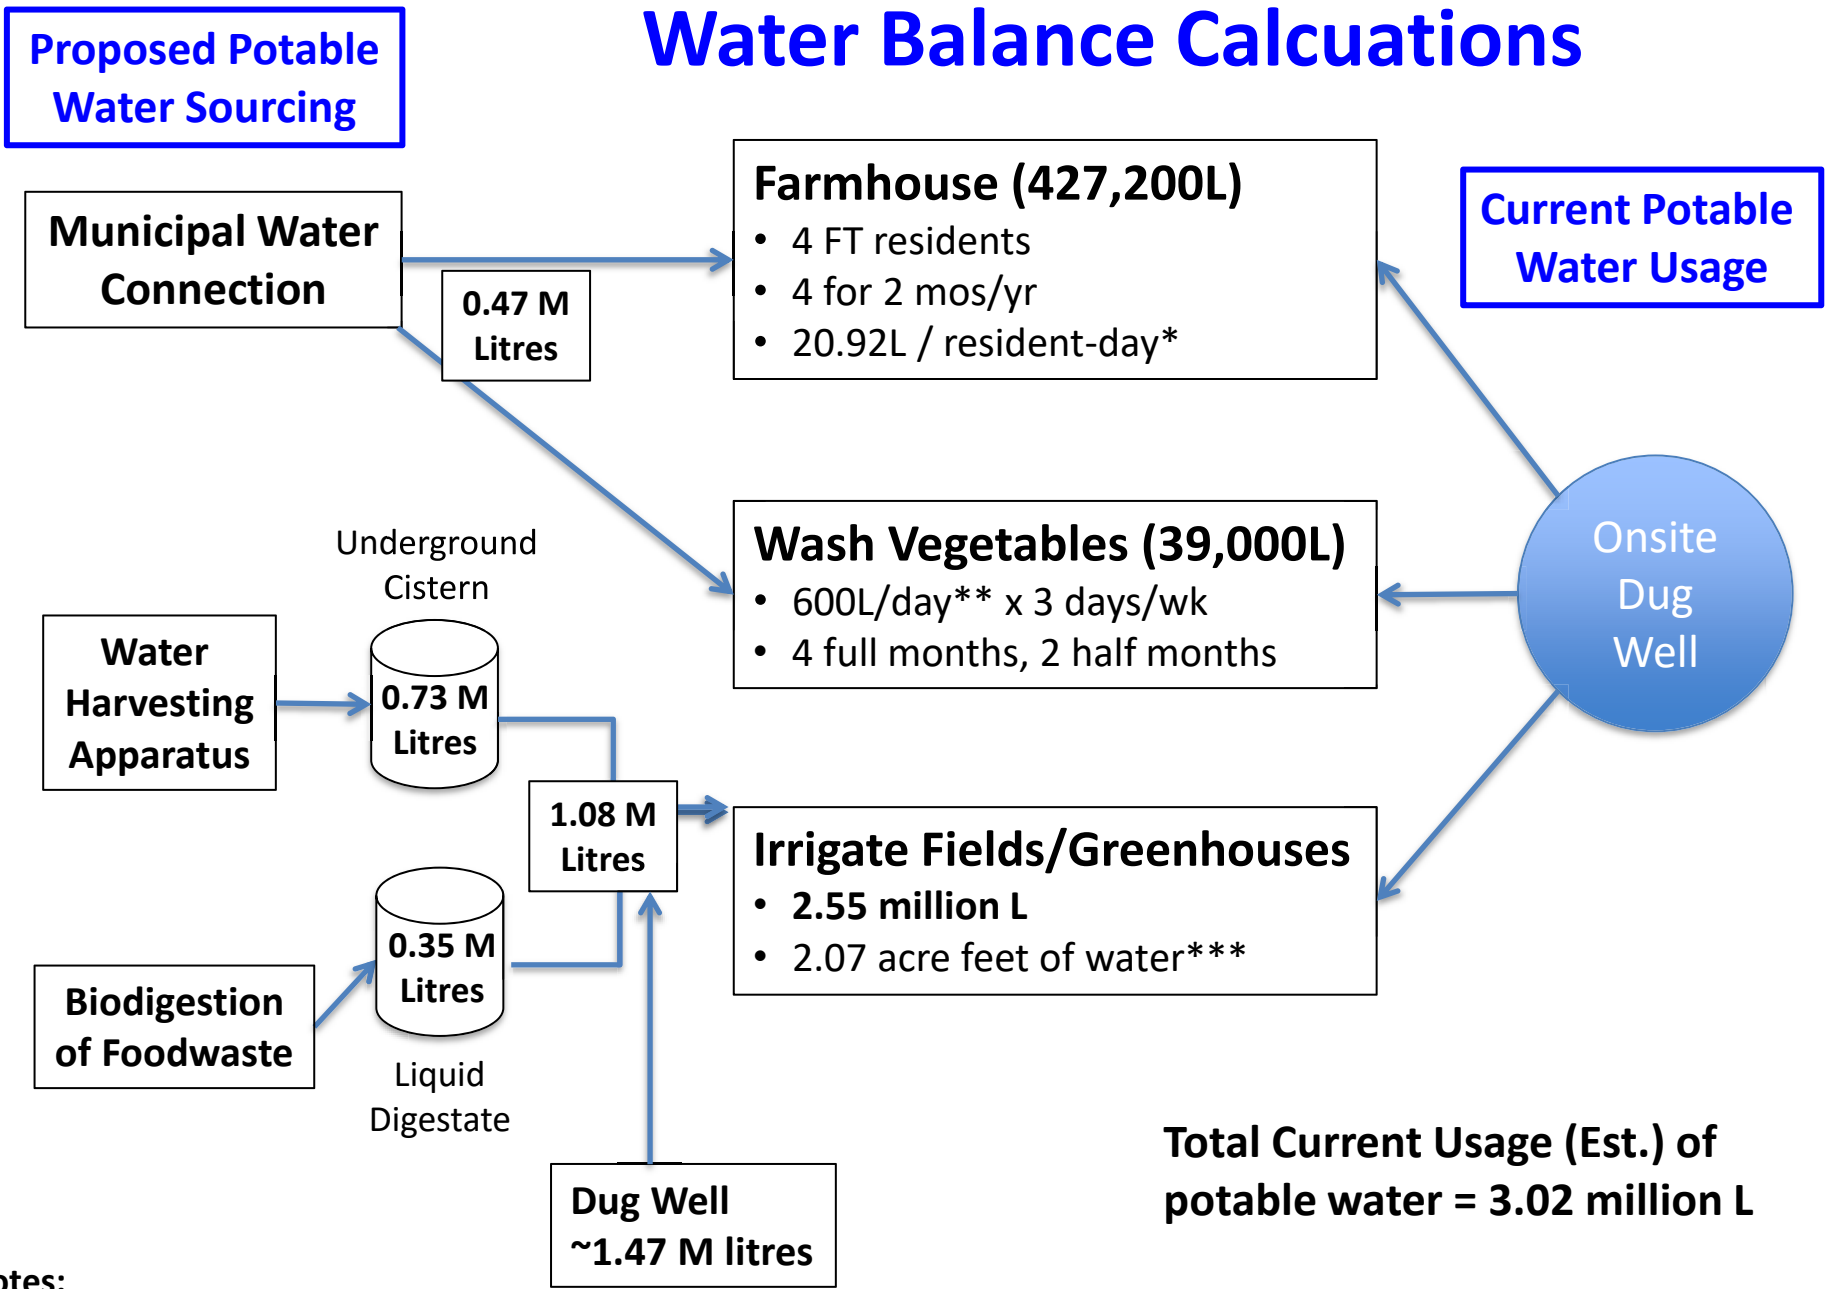 Water Balance Calcuations
Proposed Potable
Water Sourcing
Municipal Water
Connection
0.47 M
Litres
Farmhouse (427,200L)
• 4 FT residents
• 4 for 2 mos/yr
• 20.92L / resident-day*
Current Potable
Water Usage
Underground
Cistern
Water
Harvesting
Apparatus
0.73 M
Litres
Wash Vegetables (39,000L)
• 600L/day** x 3 days/wk
• 4 full months, 2 half months
Onsite
Dug
Well
1.08 M
Litres
Irrigate Fields/Greenhouses
• 2.55 million L
• 2.07 acre feet of water***
0.35 M
Litres
Biodigestion
of Foodwaste
Liquid
Digestate
Dug Well
~1.47 M litres
Total Current Usage (Est.) of
potable water = 3.02 million L